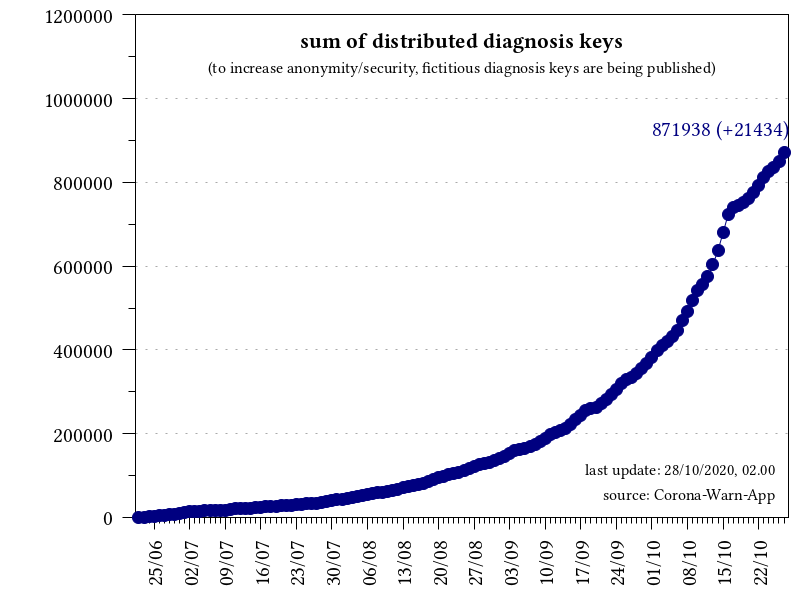 sum of distributed diagnosis keys
(to increase anonymity/security, fictitious diagnosis keys are being published)
871938 (+21434)
1200000
1000000
800000
600000
400000
200000
0
last update: 28/10/2020, 02.00
source: Corona-Warn-App
25/06 02/07 09/07 16/07 23/07 30/07 06/08 13/08 20/08 27/08 03/09 10/09 17/09 24/09 01/10 08/10 15/10 22/10